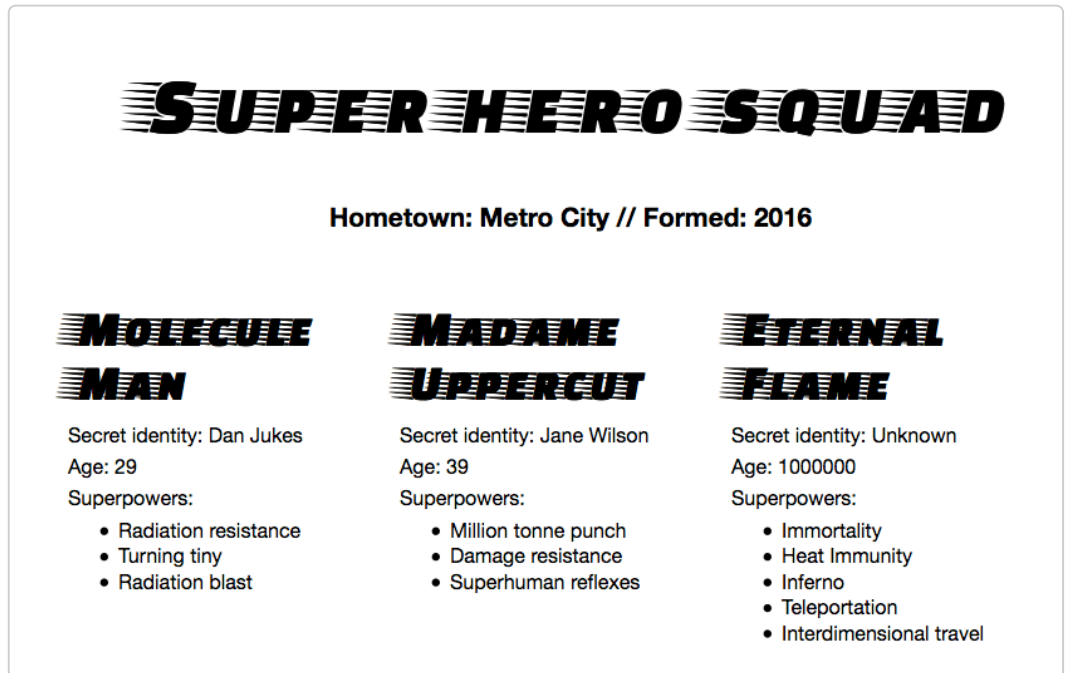 Super hero squad
Hometown: Metro City // Formed: 2016
Molecule
Man
Secret identity: Dan Jukes
Age: 29
Superpowers:
Radiation resistance
Turning tiny
Radiation blast
Madame
Uppercut
Secret identity: Jane Wilson
Age: 39
Superpowers:
Million tonne punch
Damage resistance
Superhuman reflexes
Eternal
Flame
Secret identity: Unknown
Age: 1000000
Superpowers:
Immortality
Heat Immunity
Inferno
Teleportation
Interdimensional travel